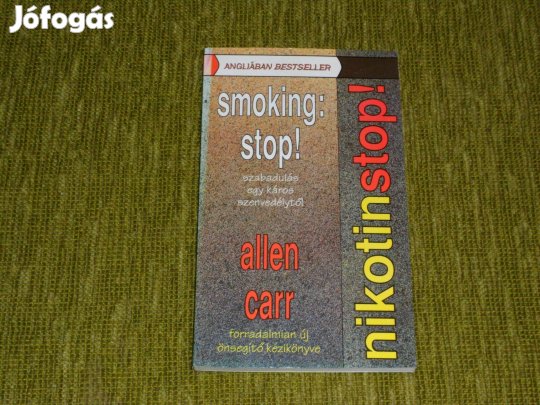 Jófogás
ANGLIÁBAN BESTSELLER
smoking:
stop!
szabadulás
egy káros
szenvedélytől
allen
carr
forradalmian új
önsegítő kézikönyve
nikotinstop!